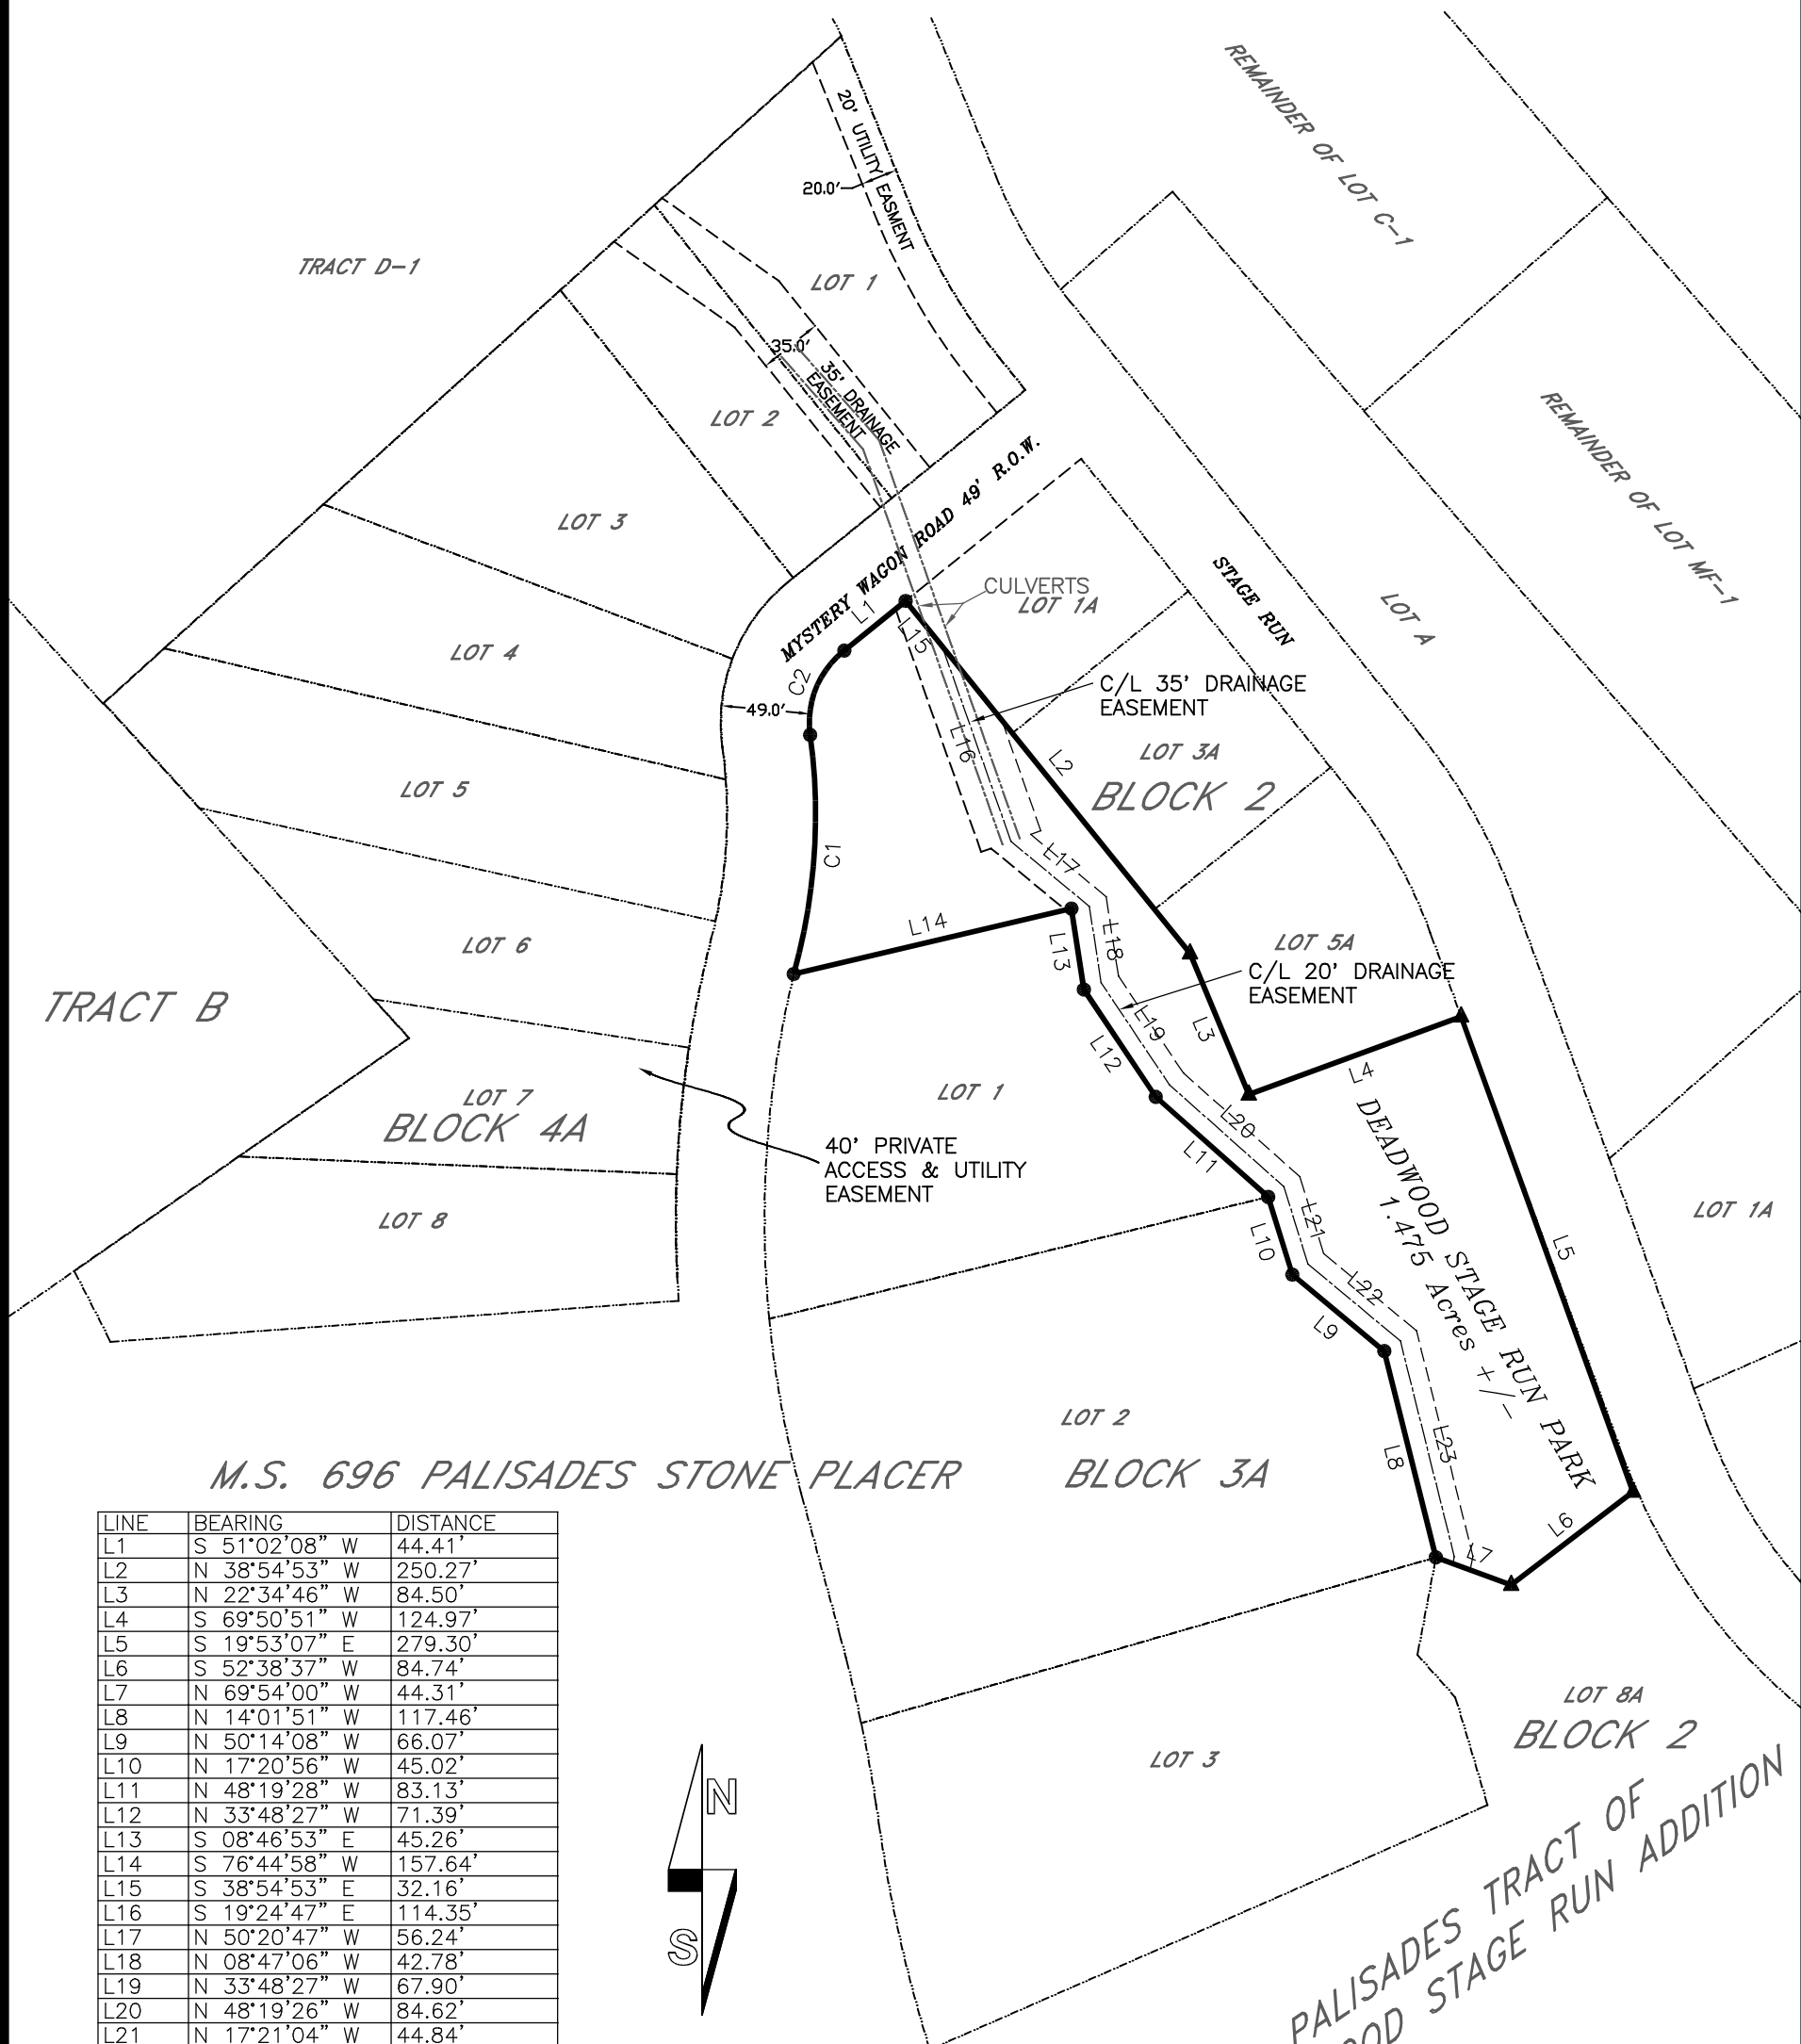 REMAINDER OF LOT C-1
20' UTILITY EASMENT
20.0'
TRACT D-1
LOT 1
35.0'
35' DRAINAGE
EASEMENT
LOT 2
REMAINDER OF LOT MF-1
MYSTERY WAGON ROAD 49' R.O.W.
LOT 3
STAGE RUN
CULVERTS
LOT 1A
LOT A
L1
L15
LOT 4
C2
C/L 35' DRAINAGE
EASEMENT
49.0'
L16
L2
LOT 3A
BLOCK 2
LOT 5
C1
L17
L14
LOT 6
L13
L18
LOT 5A
C/L 20' DRAINAGE
EASEMENT
TRACT B
L19
L3
L12
L4
LOT 7
BLOCK 4A
LOT 1
L20
40' PRIVATE
ACCESS & UTILITY
EASEMENT
L11
DEADWOOD STAGE RUN PARK
1.475 Acres +/-
LOT 8
L21
L10
L5
LOT 1A
L22
L9
LOT 2
L23
L8
M.S. 696 PALISADES STONE PLACER
BLOCK 3A
L6
L7
LINE BEARING DISTANCE
L1 S 51°02'08" W 44.41'
L2 N 38°54'53" W 250.27'
L3 N 22°34'46" W 84.50'
L4 S 69°50'51" W 124.97'
L5 S 19°53'07" E 279.30'
L6 S 52°38'37" W 84.74'
L7 N 69°54'00" W 44.31'
L8 N 14°01'51" W 117.46'
L9 N 50°14'08" W 66.07'
L10 N 17°20'56" W 45.02'
L11 N 48°19'28" W 83.13'
L12 N 33°48'27" W 71.39'
L13 S 08°46'53" E 45.26'
L14 S 76°44'58" W 157.64'
L15 S 38°54'53" E 32.16'
L16 S 19°24'47" E 114.35'
L17 N 50°20'47" W 56.24'
L18 N 08°47'06" W 42.78'
L19 N 33°48'27" W 67.90'
L20 N 48°19'26" W 84.62'
L21 N 17°21'04" W 44.84'
N
S
LOT 3
LOT 8A
BLOCK 2
PALISADES TRACT OF
OOD STAGE RUN ADDITION